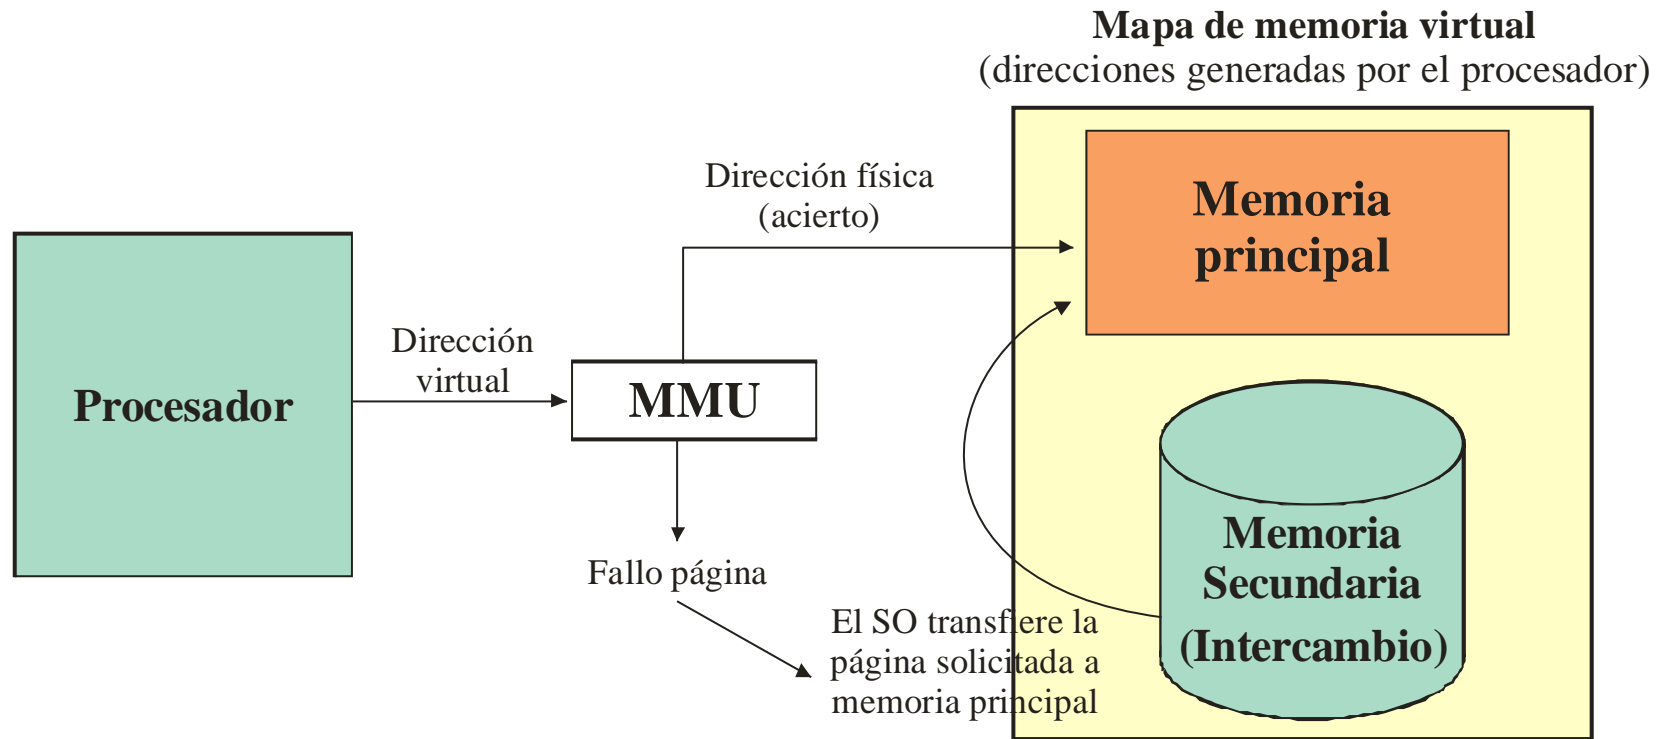 Mapa de memoria virtual
(direcciones generadas por el procesador)
Dirección física
(acierto)
Memoria
principal
Dirección
virtual
Procesador
MMU
Fallo página
El SO transfiere la
página solicitada a
memoria principal
Memoria
Secundaria
(Intercambio)